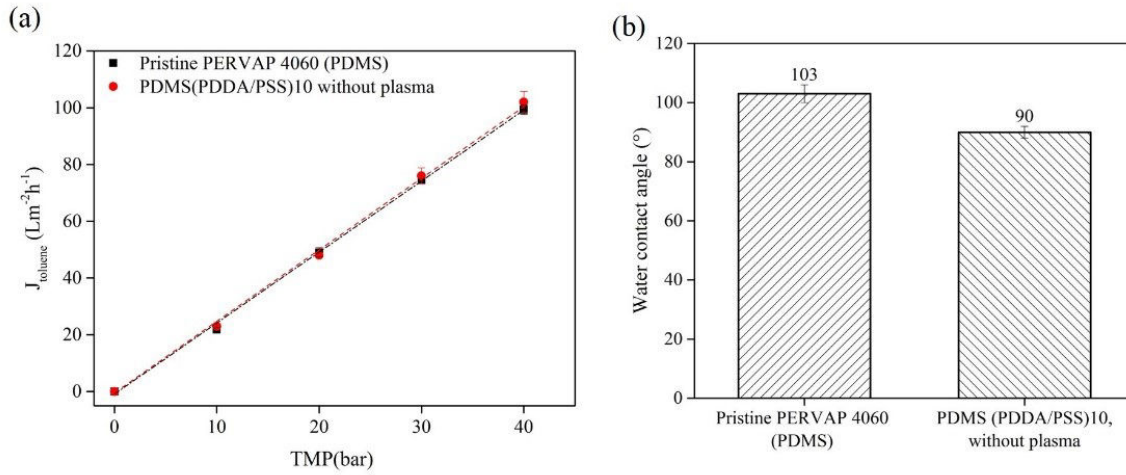 (a)
120
100
80
60
40
20
0
0 10 20 30 40
J_toluene (Lm⁻²h⁻¹)
TMP(bar)
Pristine PERVAP 4060 (PDMS)
PDMS(PDDA/PSS)10 without plasma
(b)
120
100
80
60
40
20
0
Water contact angle (°)
103
90
Pristine PERVAP 4060
(PDMS)
PDMS (PDDA/PSS)10,
without plasma